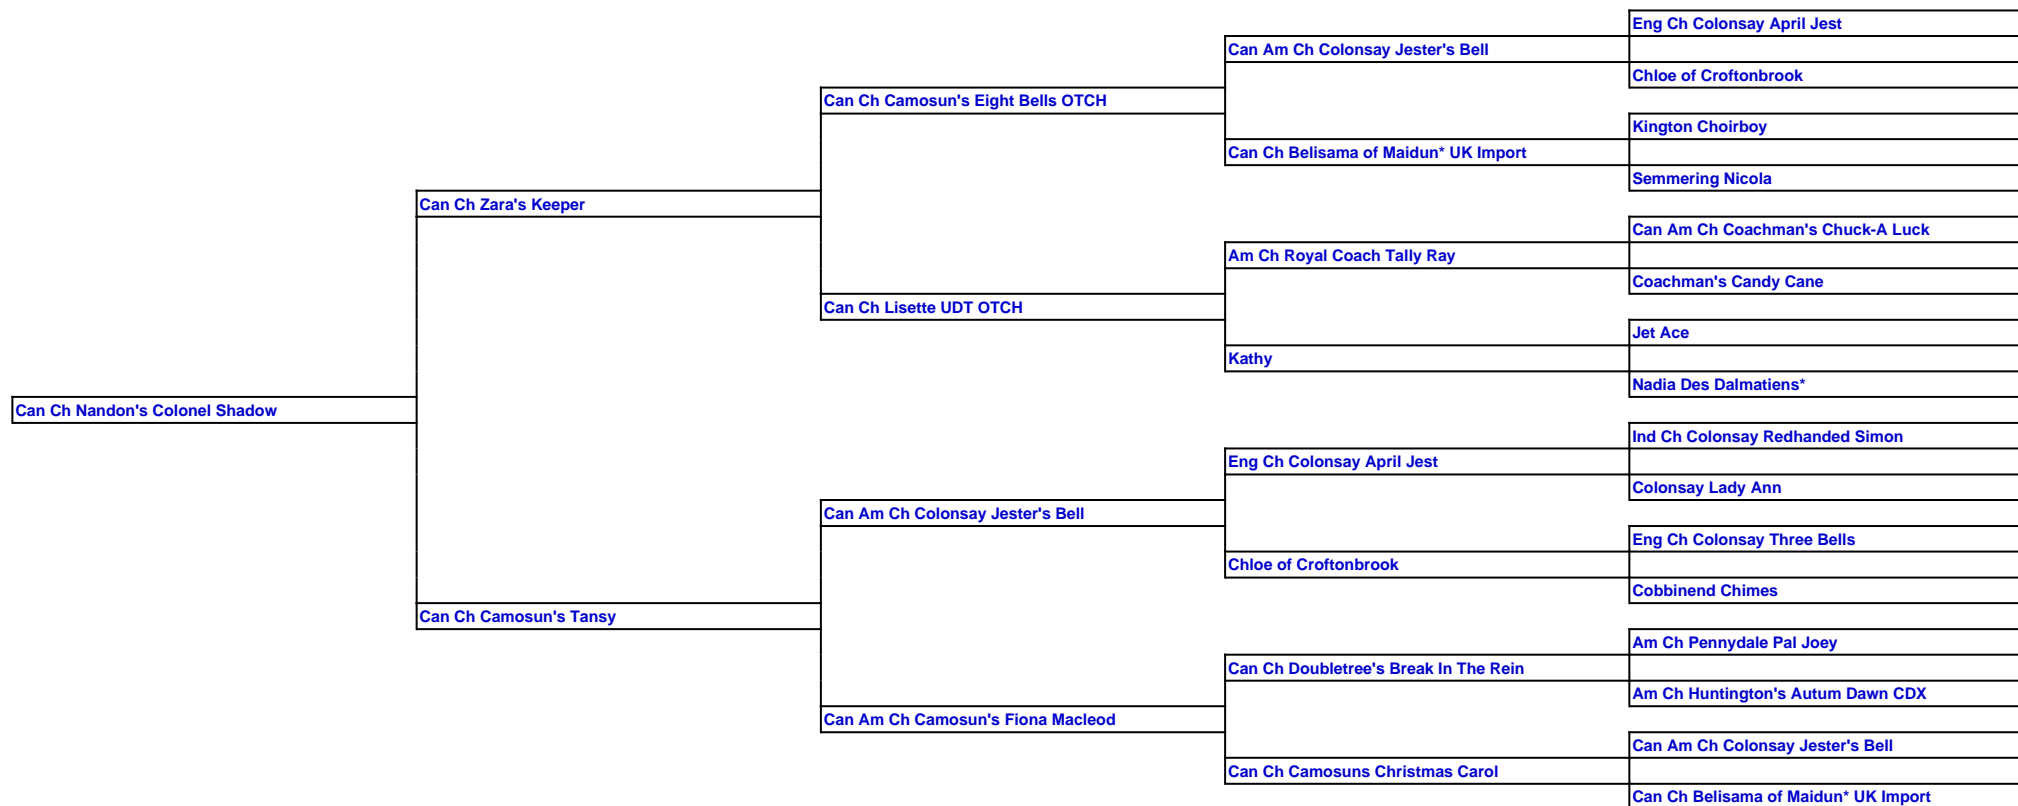 Eng Ch Colonsay April Jest
Can Am Ch Colonsay Jester's Bell
Chloe of Croftonbrook
Can Ch Camosun's Eight Bells OTCH
Kington Choirboy
Can Ch Belisama of Maidun* UK Import
Semmering Nicola
Can Ch Zara's Keeper
Can Am Ch Coachman's Chuck-A Luck
Am Ch Royal Coach Tally Ray
Coachman's Candy Cane
Can Ch Lisette UDT OTCH
Jet Ace
Kathy
Nadia Des Dalmatiens*
Can Ch Nandon's Colonel Shadow
Ind Ch Colonsay Redhanded Simon
Eng Ch Colonsay April Jest
Colonsay Lady Ann
Can Am Ch Colonsay Jester's Bell
Eng Ch Colonsay Three Bells
Chloe of Croftonbrook
Cobbinend Chimes
Can Ch Camosun's Tansy
Am Ch Pennydale Pal Joey
Can Ch Doubletree's Break In The Rein
Am Ch Huntington's Autum Dawn CDX
Can Am Ch Camosun's Fiona Macleod
Can Am Ch Colonsay Jester's Bell
Can Ch Camosuns Christmas Carol
Can Ch Belisama of Maidun* UK Import